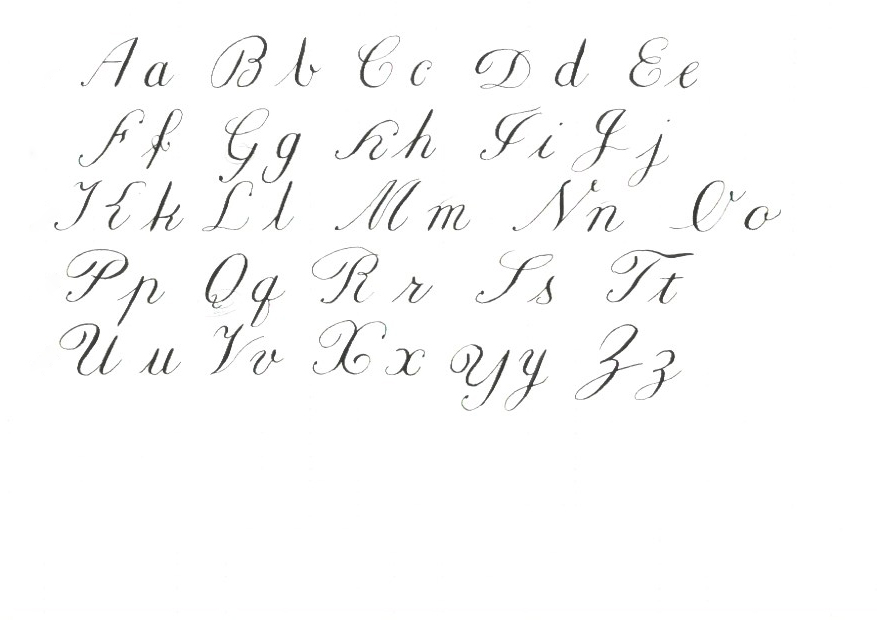 Aa Bb Cc Dd Ee
Ff Gg Hh Ii Jj
Kk Ll Mm Nn Oo
Pp Qq Rr Ss Tt
Uu Vv Xx Yy Zz